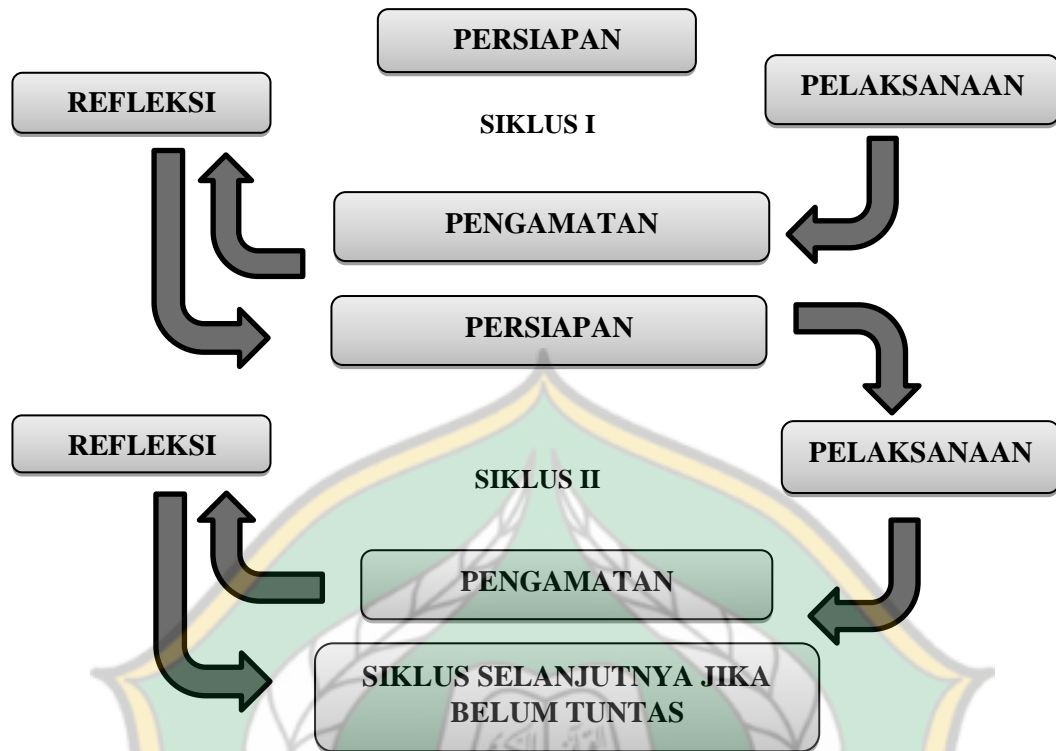 PERSIAPAN
REFLEKSI
PELAKSANAAN
SIKLUS I
PENGAMATAN
PERSIAPAN
REFLEKSI
PELAKSANAAN
SIKLUS II
PENGAMATAN
SIKLUS SELANJUTNYA JIKA
BELUM TUNTAS